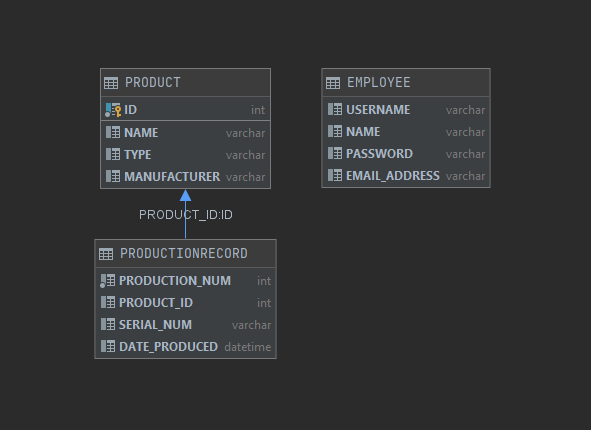 PRODUCT
ID int
NAME varchar
TYPE varchar
MANUFACTURER varchar
EMPLOYEE
USERNAME varchar
NAME varchar
PASSWORD varchar
EMAIL_ADDRESS varchar
PRODUCT_ID:ID
PRODUCTIONRECORD
PRODUCTION_NUM int
PRODUCT_ID int
SERIAL_NUM varchar
DATE_PRODUCED datetime